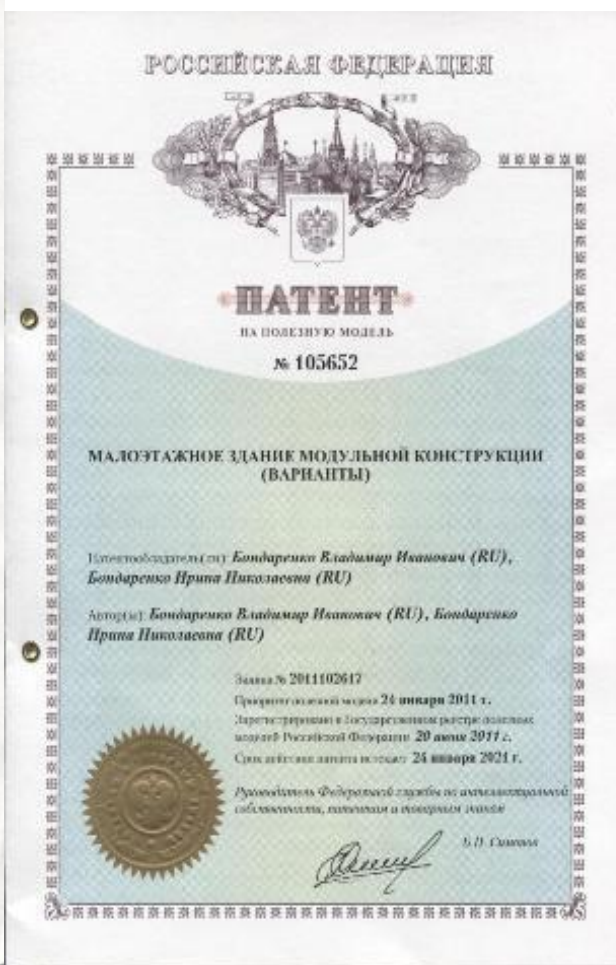 РОССИЙСКАЯ ФЕДЕРАЦИЯ
ПАТЕНТ
НА ПОЛЕЗНУЮ МОДЕЛЬ
№ 105652
МАЛОЭТАЖНОЕ ЗДАНИЕ МОДУЛЬНОЙ КОНСТРУКЦИИ
(ВАРИАНТЫ)
Патентообладатель(ли): Бондаренко Владимир Иванович (RU),
Бондаренко Ирина Николаевна (RU)
Автор(ы): Бондаренко Владимир Иванович (RU), Бондаренко
Ирина Николаевна (RU)
Заявка № 2011102617
Приоритет полезной модели 24 января 2011 г.
Зарегистрировано в Государственном реестре полезных
моделей Российской Федерации 20 июня 2011 г.
Срок действия патента истекает 24 января 2021 г.
Руководитель Федеральной службы по интеллектуальной
собственности, патентам и товарным знакам
Б.П. Симонов